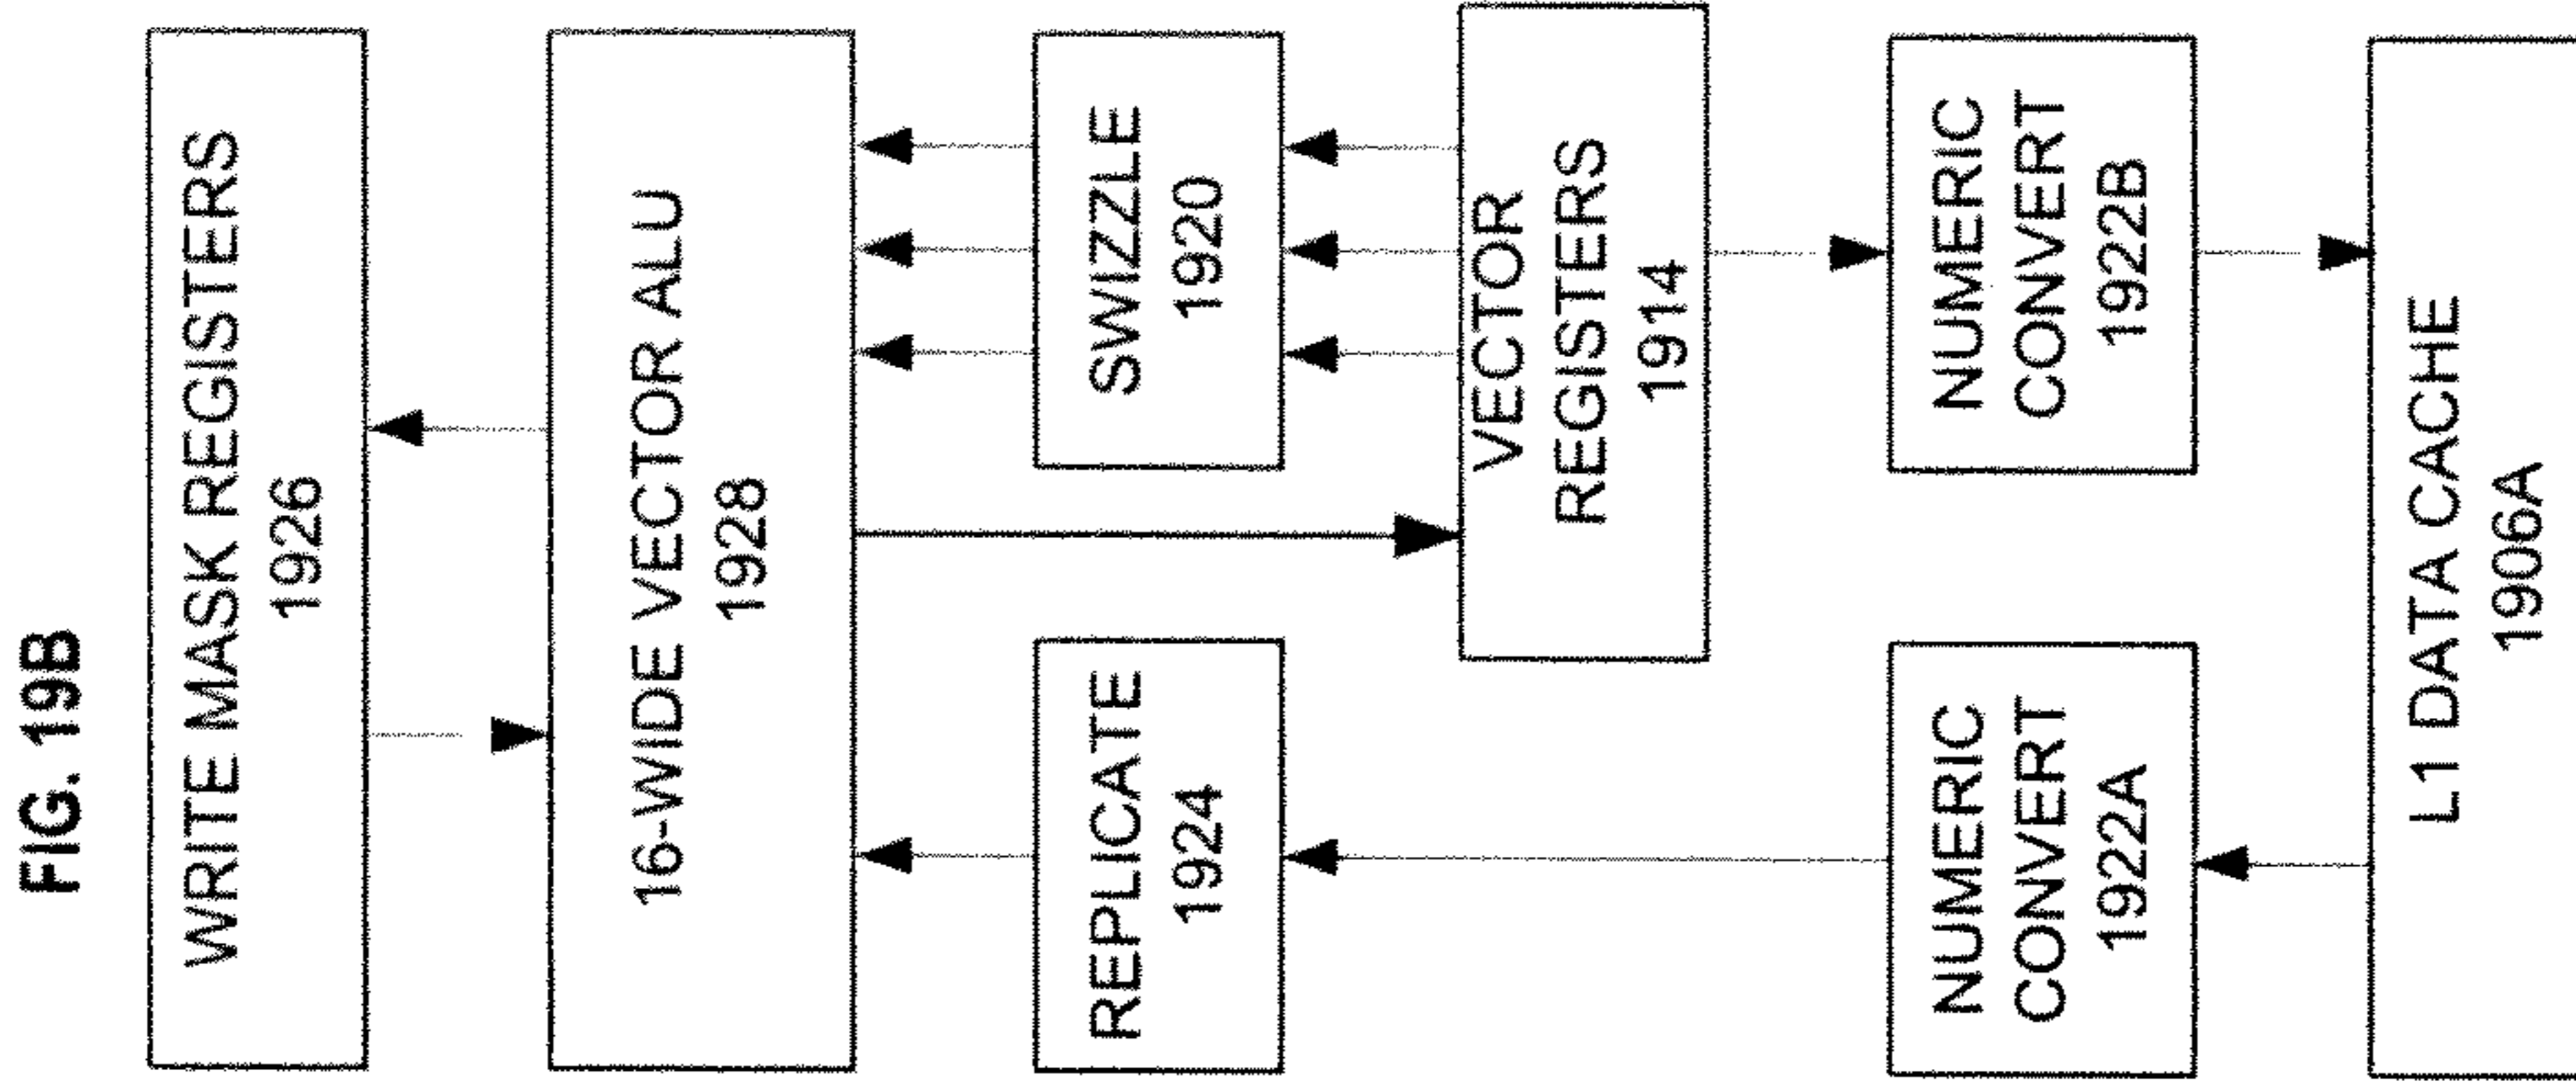 FIG. 19B
WRITE MASK REGISTERS
1926
16-WIDE VECTOR ALU
1928
REPLICATE
1924
SWIZZLE
1920
VECTOR
REGISTERS
1914
NUMERIC
CONVERT
1922A
NUMERIC
CONVERT
1922B
L1 DATA CACHE
1906A